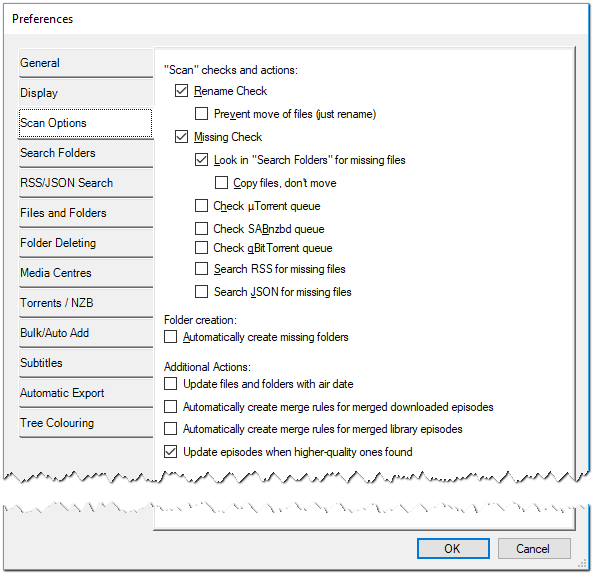 Preferences
General
Display
Scan Options
Search Folders
RSS/JSON Search
Files and Folders
Folder Deleting
Media Centres
Torrents / NZB
Bulk/Auto Add
Subtitles
Automatic Export
Tree Colouring
"Scan" checks and actions:
Rename Check
Prevent move of files (just rename)
Missing Check
Look in "Search Folders" for missing files
Copy files, don't move
Check µTorrent queue
Check SABnzbd queue
Check qBitTorrent queue
Search RSS for missing files
Search JSON for missing files
Folder creation:
Automatically create missing folders
Additional Actions:
Update files and folders with air date
Automatically create merge rules for merged downloaded episodes
Automatically create merge rules for merged library episodes
Update episodes when higher-quality ones found
OK
Cancel